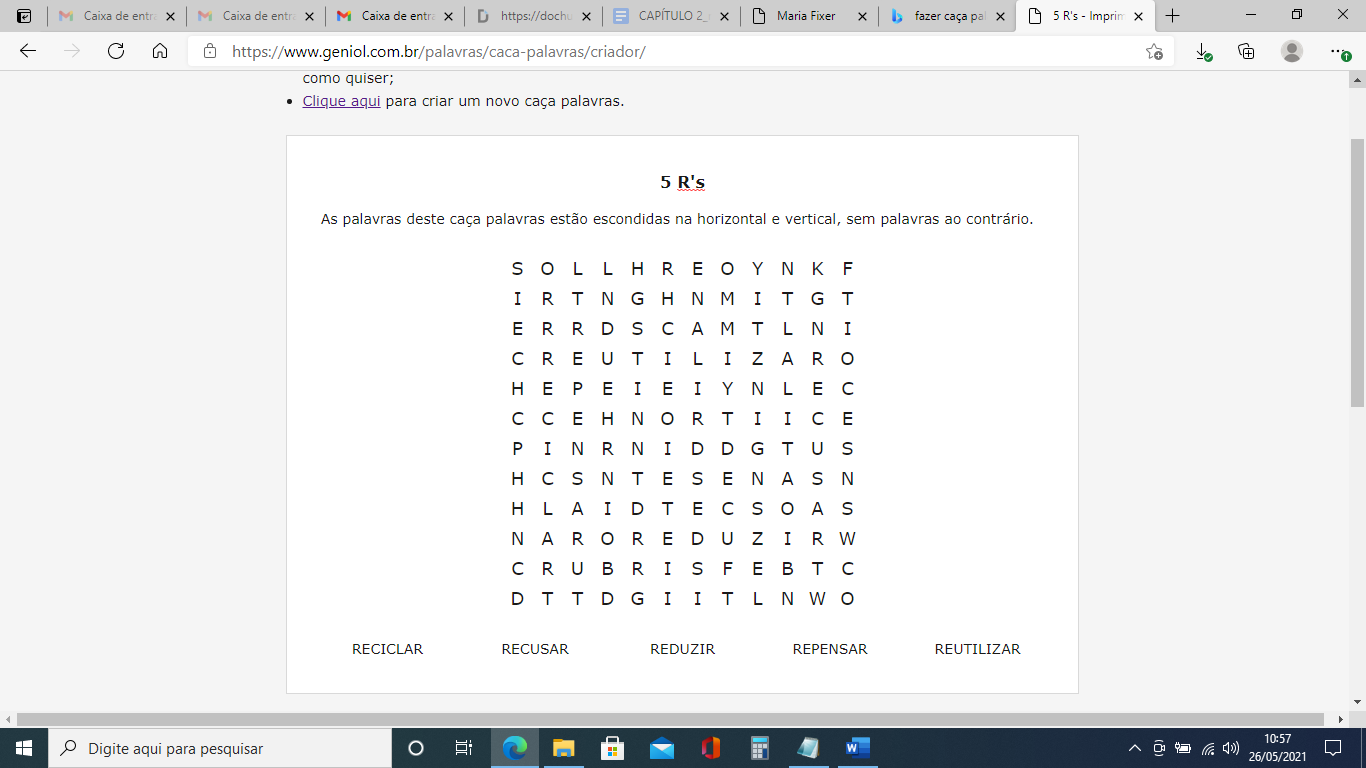 Caixa de entr
Caixa de entr
Caixa de entra
https://dochu
CAPÍTULO 2_
Maria Fixer
fazer caça pal
5 R's - Imprim
https://www.geniol.com.br/palavras/caca-palavras/criador/
como quiser;
Clique aqui para criar um novo caça palavras.
5 R's
As palavras deste caça palavras estão escondidas na horizontal e vertical, sem palavras ao contrário.
S O L L H R E O Y N K F
I R T N G H N M I T G T
E R R D S C A M T L N I
C R E U T I L I Z A R O
H E P E I E I Y N L E C
C C E H N O R T I I C E
P I N R N I D D G T U S
H C S N T E S E N A S N
H L A I D T E C S O A S
N A R O R E D U Z I R W
C R U B R I S F E B T C
D T T D G I I T L N W O
RECICLAR RECUSAR REDUZIR REPENSAR REUTILIZAR
Digite aqui para pesquisar
10:57
26/05/2021